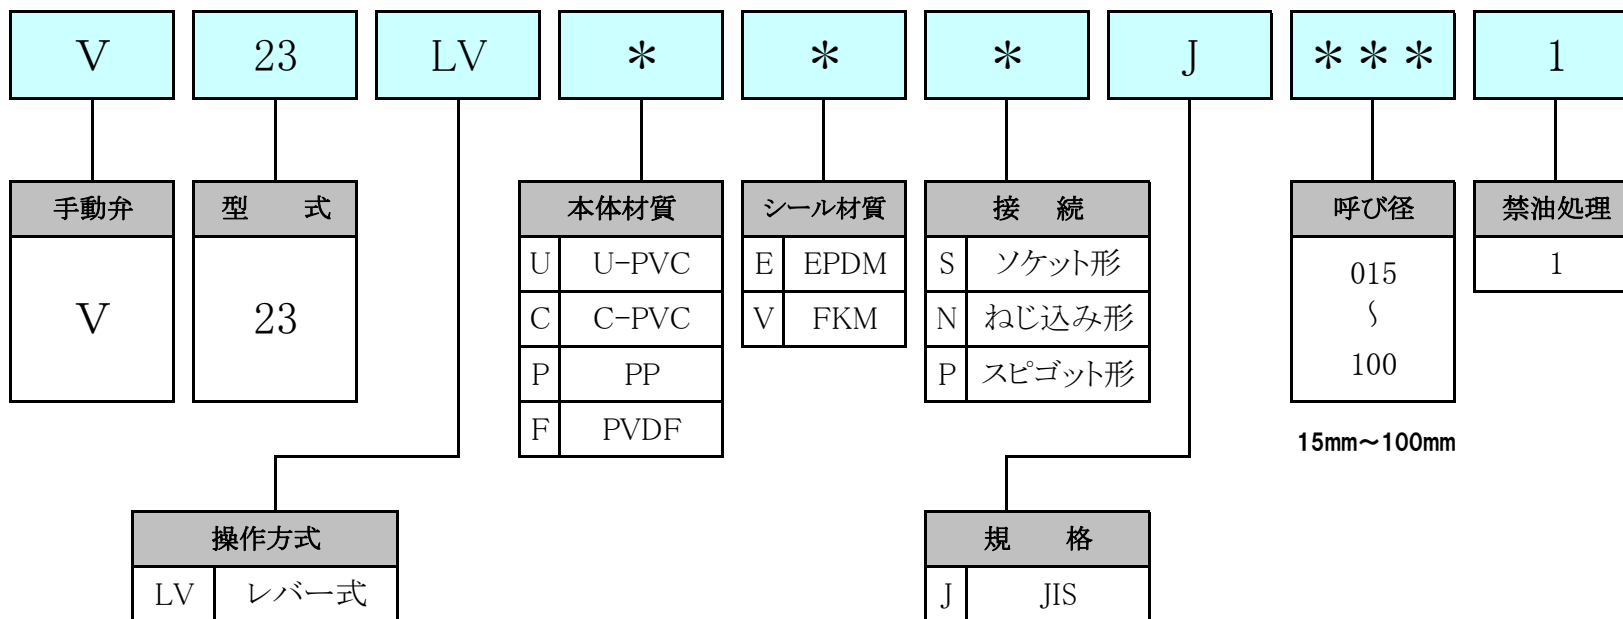 V 23 LV * * * J *** 1
手動弁 型 式 本体材質 シール材質 接 続 呼び径 禁油処理
V 23
U U-PVC E EPDM S ソケット形 015 1
C C-PVC V FKM N ねじ込み形 〜
P PP P スピゴット形 100
F PVDF
15mm〜100mm
操作方式 規 格
LV レバー式 J JIS